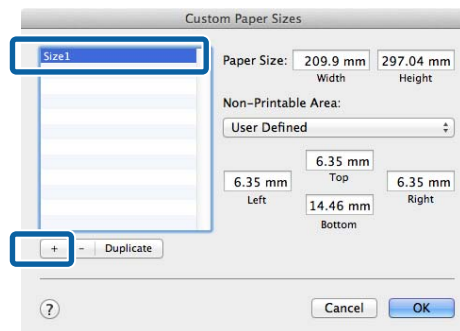 Custom Paper Sizes
Size1
Paper Size: 209.9 mm 297.04 mm
Width Height
Non-Printable Area:
User Defined
6.35 mm
Top
6.35 mm 6.35 mm
Left Right
14.46 mm
Bottom
+ - Duplicate
? Cancel OK